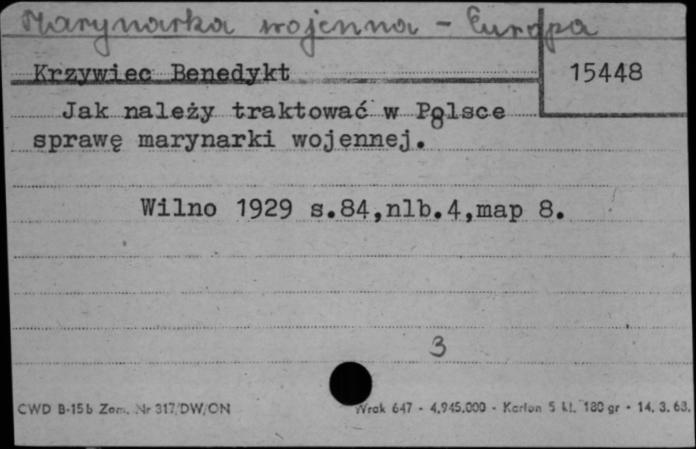 Marynarka wojenna - Europa
Krzywiec Benedykt
15448
Jak należy traktować w Polsce
sprawę marynarki wojennej.
Wilno 1929 s.84,nlb.4,map 8.
3
CWD B-15b Zam. Nr 317/DW/ON
Wrak 647 - 4.945.000 - Karton 5 kl. 180 gr - 14. 3. 63.